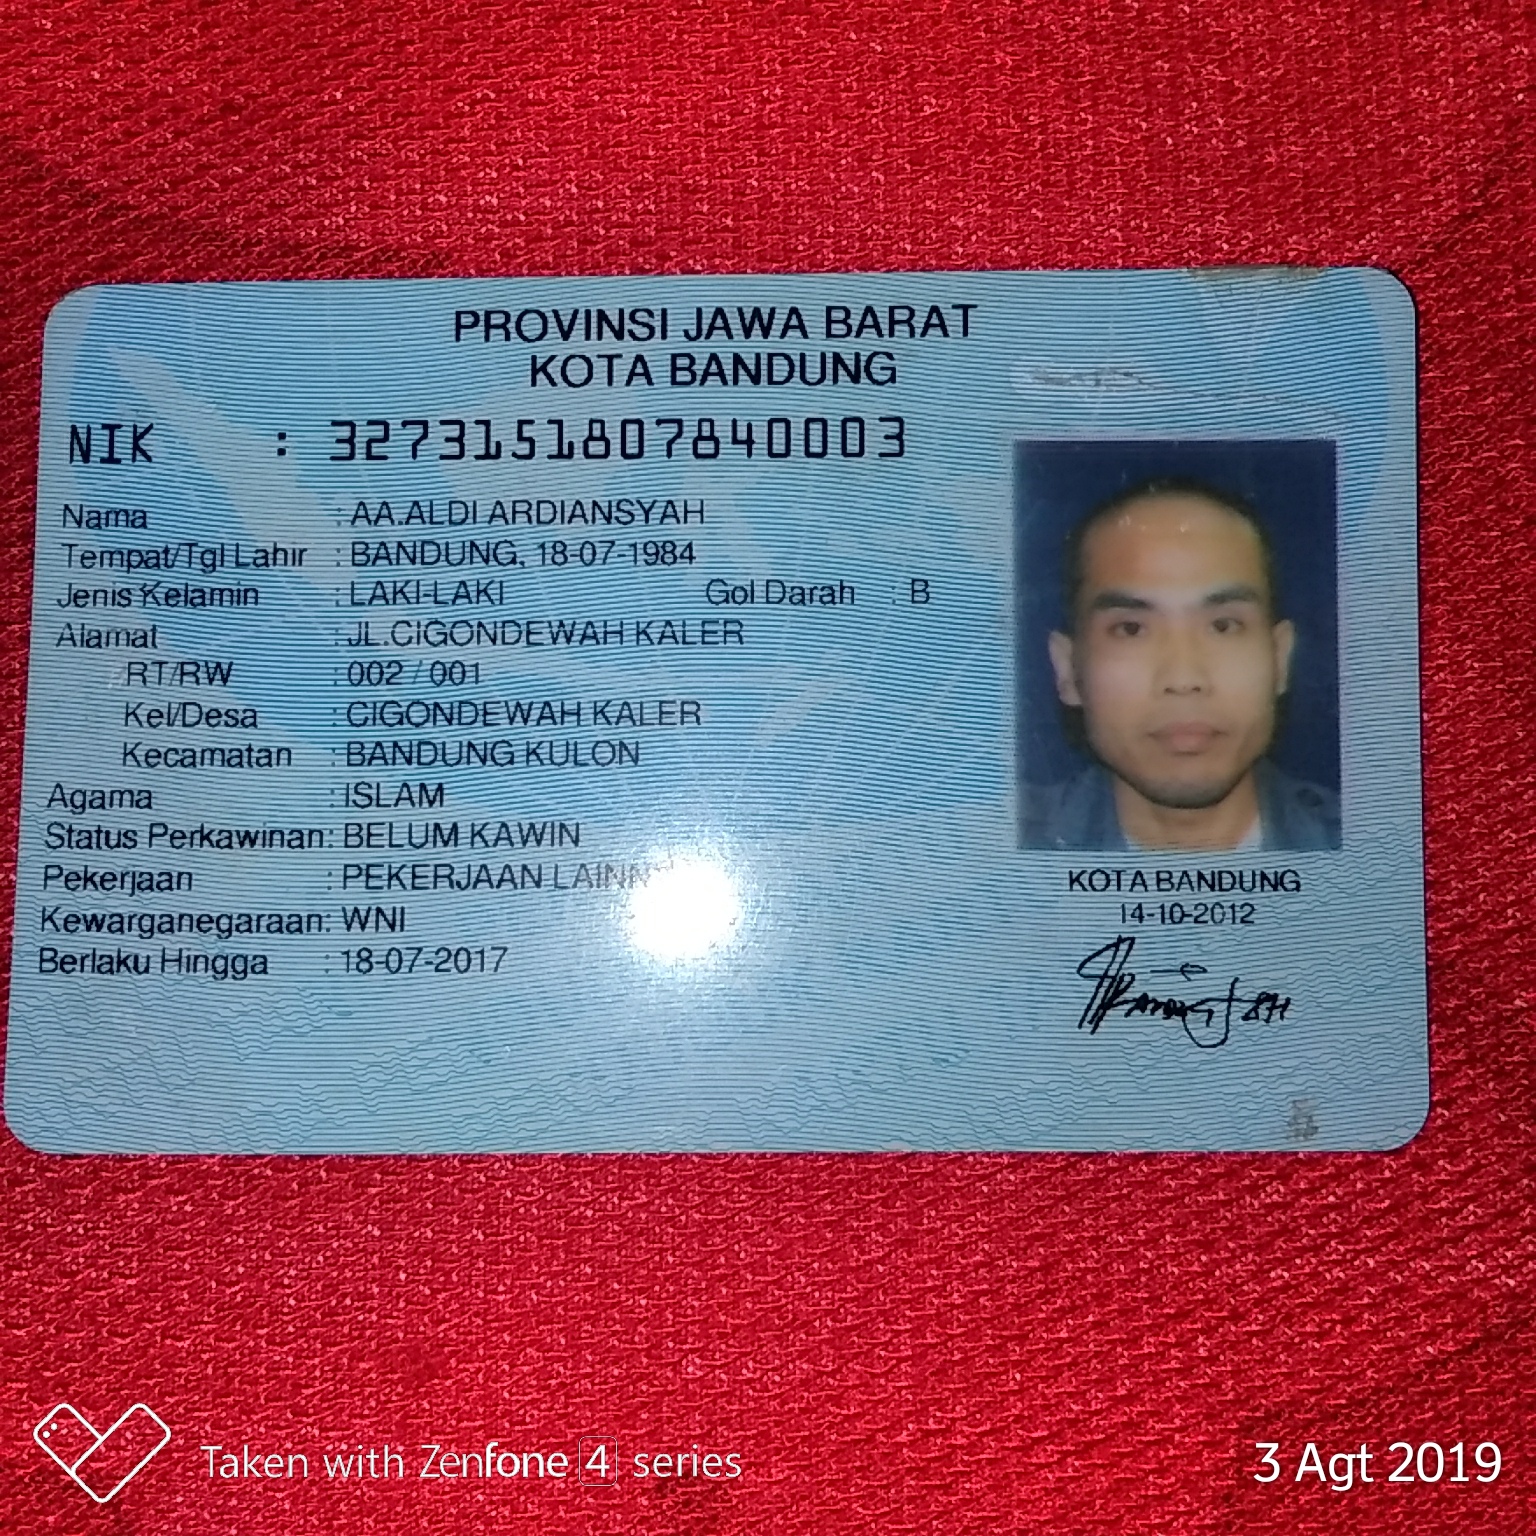 PROVINSI JAWA BARAT
KOTA BANDUNG
NIK : 3273151807840003
Nama : AA.ALDI ARDIANSYAH
Tempat/Tgl Lahir : BANDUNG, 18-07-1984
Jenis Kelamin : LAKI-LAKI Gol Darah : B
Alamat : JL.CIGONDEWAH KALER
RT/RW : 002 / 001
Kel/Desa : CIGONDEWAH KALER
Kecamatan : BANDUNG KULON
Agama : ISLAM
Status Perkawinan: BELUM KAWIN
Pekerjaan : PEKERJAAN
Kewarganegaraan: WNI
Berlaku Hingga : 18-07-2017
KOTA BANDUNG
14-10-2012
Taken with Zenfone 4 series
3 Agt 2019